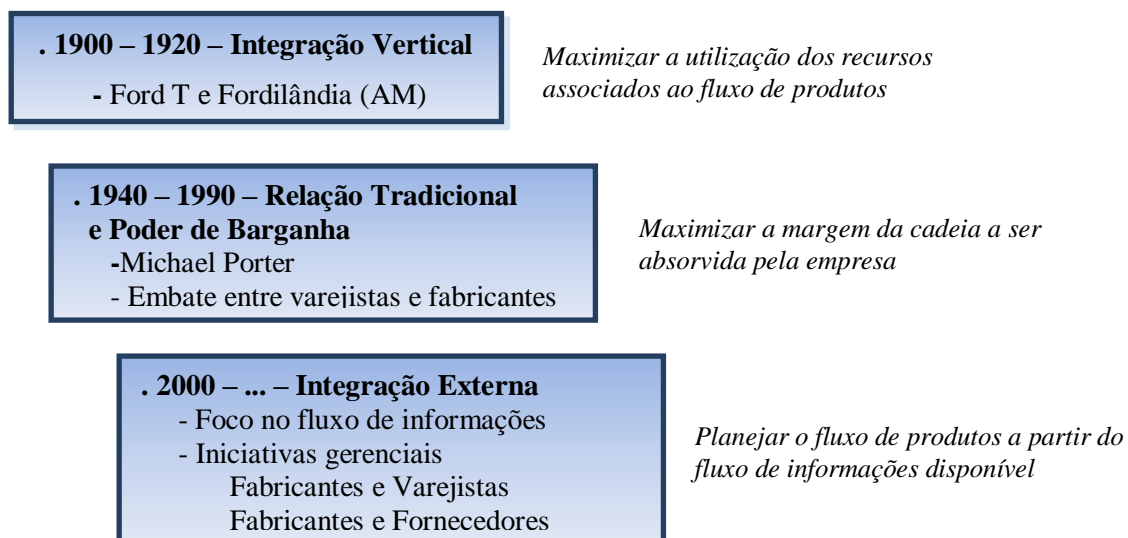 . 1900 – 1920 – Integração Vertical
- Ford T e Fordilândia (AM)
Maximizar a utilização dos recursos
associados ao fluxo de produtos
. 1940 – 1990 – Relação Tradicional
e Poder de Barganha
-Michael Porter
- Embate entre varejistas e fabricantes
Maximizar a margem da cadeia a ser
absorvida pela empresa
. 2000 – ... – Integração Externa
- Foco no fluxo de informações
- Iniciativas gerenciais
Fabricantes e Varejistas
Fabricantes e Fornecedores
Planejar o fluxo de produtos a partir do
fluxo de informações disponível